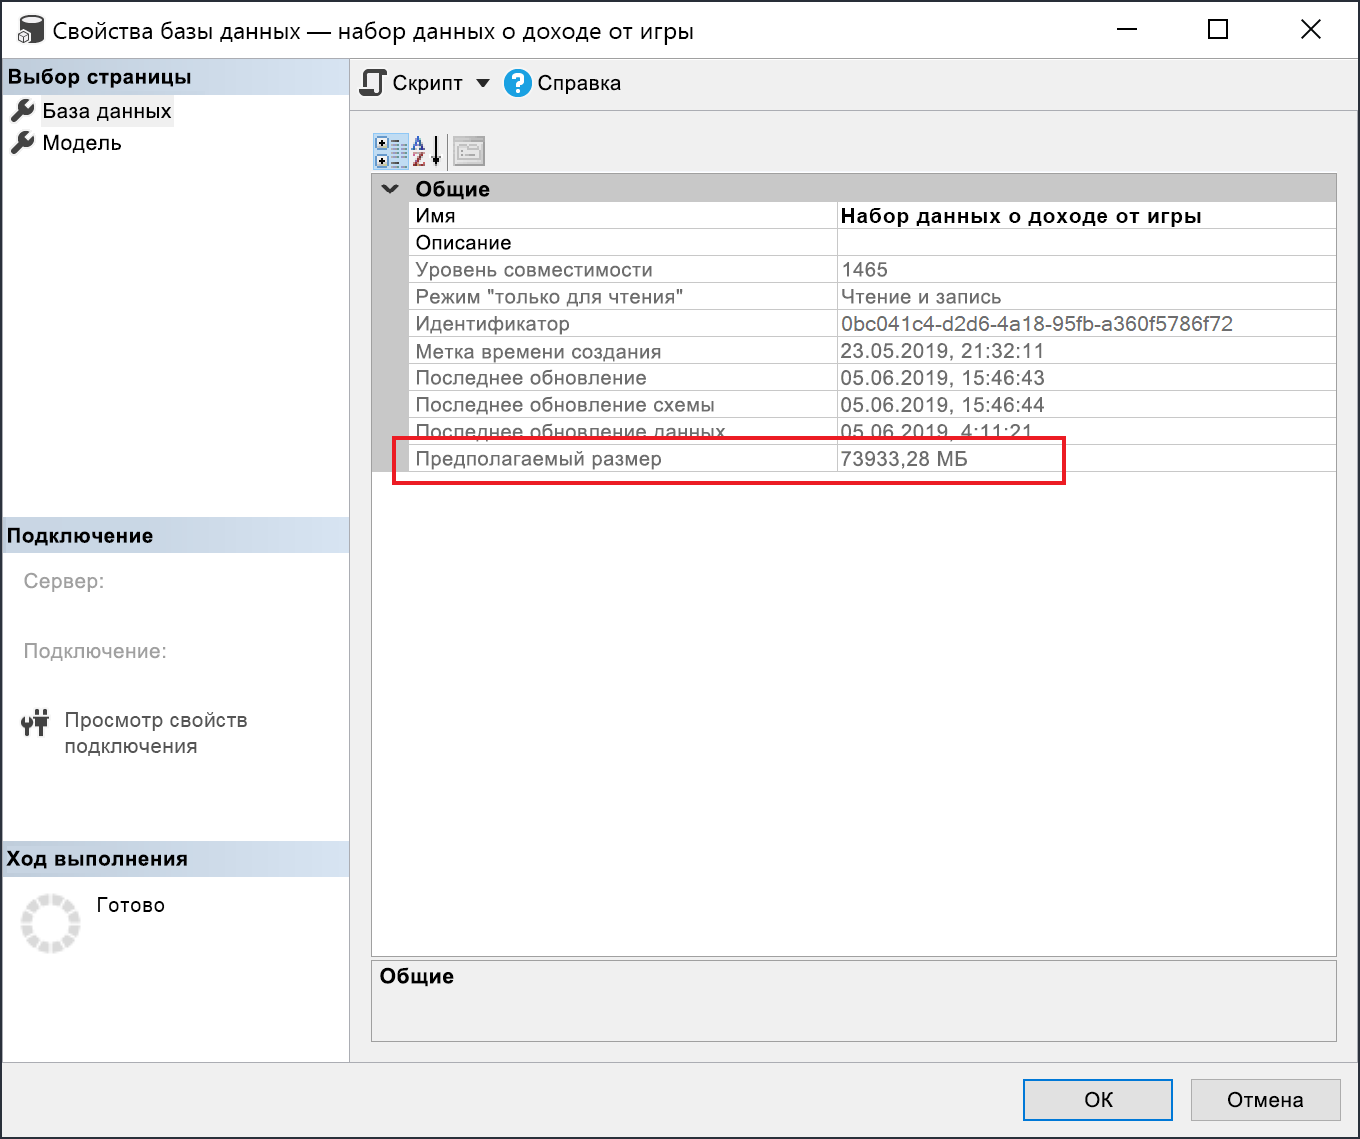 Свойства базы данных — набор данных о доходе от игры
Выбор страницы
База данных
Модель
Скрипт
Справка
Общие
Имя Набор данных о доходе от игры
Описание
Уровень совместимости 1465
Режим "только для чтения" Чтение и запись
Идентификатор 0bc041c4-d2d6-4a18-95fb-a360f5786f72
Метка времени создания 23.05.2019, 21:32:11
Последнее обновление 05.06.2019, 15:46:43
Последнее обновление схемы 05.06.2019, 15:46:44
Последнее обновление данных 05.06.2019, 4:11:21
Предполагаемый размер 73933,28 МБ
Подключение
Сервер:
Подключение:
Просмотр свойств
подключения
Ход выполнения
Готово
Общие
ОК
Отмена